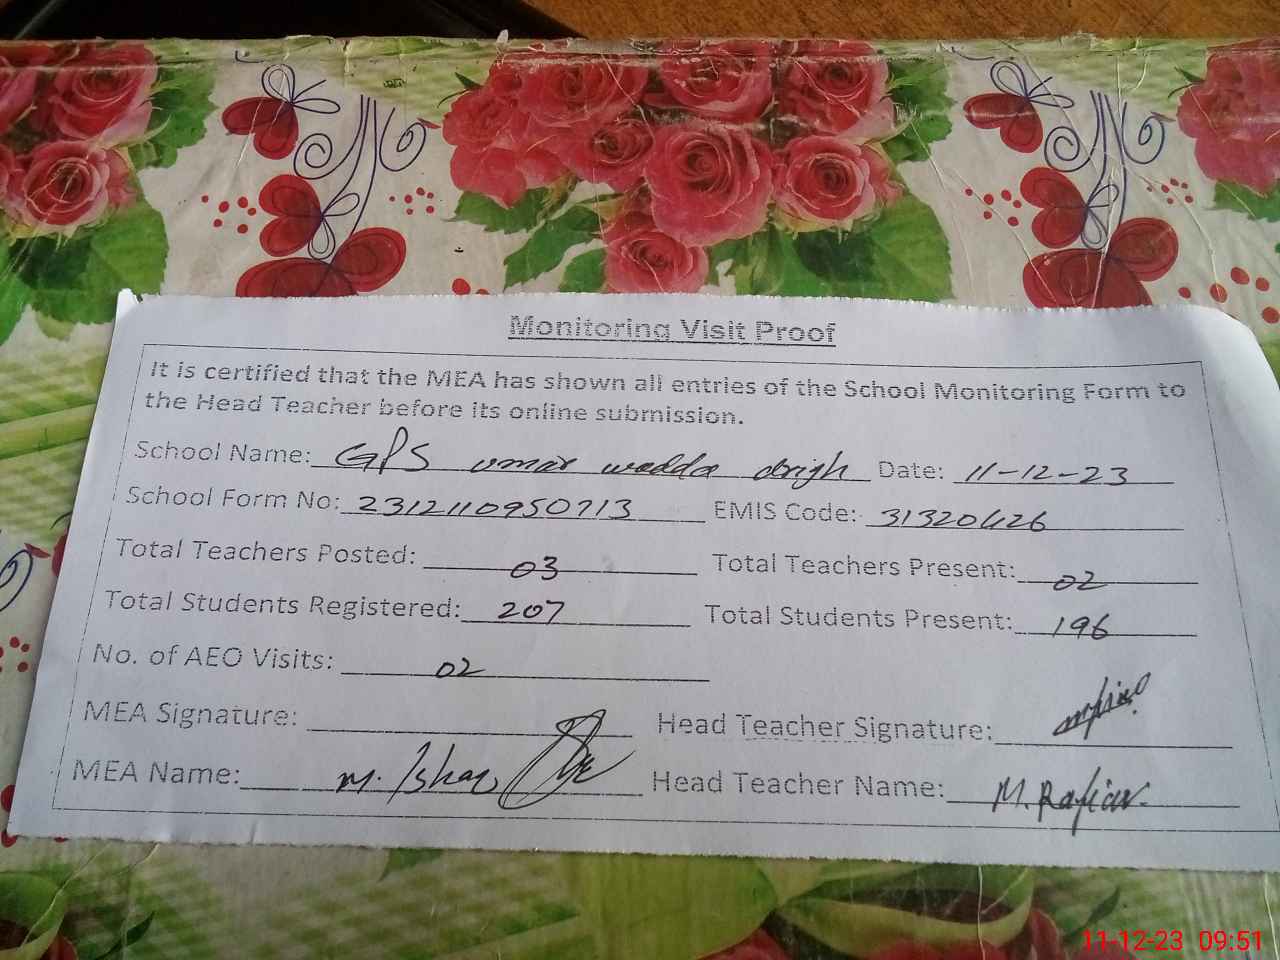 Monitoring Visit Proof
It is certified that the MEA has shown all entries of the School Monitoring Form to
the Head Teacher before its online submission.
School Name: GPS umar wadda drigh Date: 11-12-23
School Form No: 2312110950713 EMIS Code: 31320426
Total Teachers Posted: 03 Total Teachers Present: 02
Total Students Registered: 207 Total Students Present: 196
No. of AEO Visits: 02
MEA Signature: Head Teacher Signature:
MEA Name: M. Head Teacher Name: M.
11-12-23 09:51